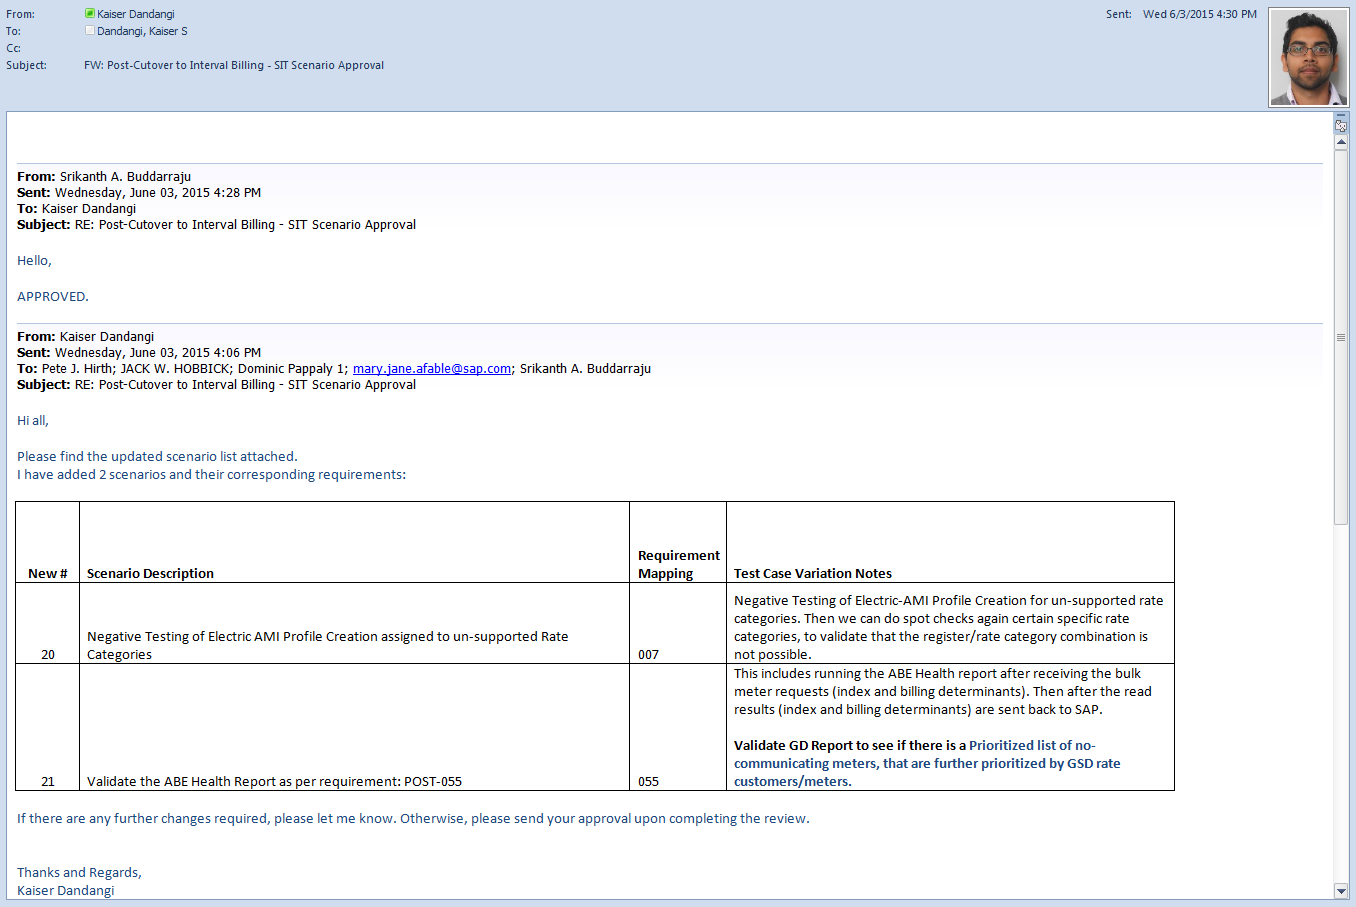 From: Kaiser Dandangi
Sent: Wed 6/3/2015 4:30 PM
To: Dandangi, Kaiser S
Cc:
Subject: FW: Post-Cutover to Interval Billing - SIT Scenario Approval
From: Srikanth A. Buddarraju
Sent: Wednesday, June 03, 2015 4:28 PM
To: Kaiser Dandangi
Subject: RE: Post-Cutover to Interval Billing - SIT Scenario Approval
Hello,
APPROVED.
From: Kaiser Dandangi
Sent: Wednesday, June 03, 2015 4:06 PM
To: Pete J. Hirth; JACK W. HOBBICK; Dominic Pappaly 1; mary.jane.afable@sap.com; Srikanth A. Buddarraju
Subject: RE: Post-Cutover to Interval Billing - SIT Scenario Approval
Hi all,
Please find the updated scenario list attached.
I have added 2 scenarios and their corresponding requirements:
New #
Scenario Description
Requirement
Mapping
Test Case Variation Notes
20
Negative Testing of Electric AMI Profile Creation assigned to un-supported Rate
Categories
007
Negative Testing of Electric-AMI Profile Creation for un-supported rate
categories. Then we can do spot checks again certain specific rate
categories, to validate that the register/rate category combination is
not possible.
21
Validate the ABE Health Report as per requirement: POST-055
055
This includes running the ABE Health report after receiving the bulk
meter requests (index and billing determinants). Then after the read
results (index and billing determinants) are sent back to SAP.
Validate GD Report to see if there is a Prioritized list of no-
communicating meters, that are further prioritized by GSD rate
customers/meters.
If there are any further changes required, please let me know. Otherwise, please send your approval upon completing the review.
Thanks and Regards,
Kaiser Dandangi